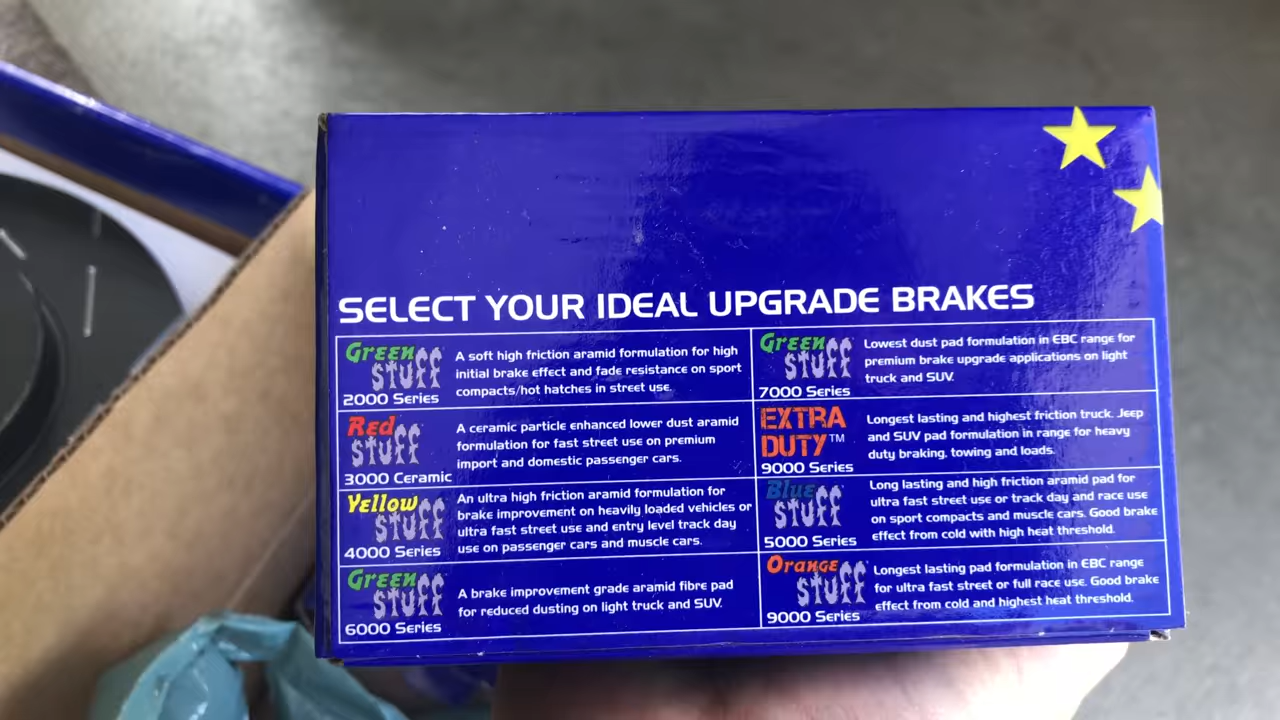 SELECT YOUR IDEAL UPGRADE BRAKES
Green
STUFF
2000 Series
A soft high friction aramid formulation for high
initial brake effect and fade resistance on sport
compacts/hot hatches in street use.
Red
STUFF
3000 Ceramic
A ceramic particle enhanced lower dust aramid
formulation for fast street use on premium
import and domestic passenger cars.
Yellow
STUFF
4000 Series
An ultra high friction aramid formulation for
brake improvement on heavily loaded vehicles or
ultra fast street use and entry level track day
use on passenger cars and muscle cars.
Green
STUFF
6000 Series
A brake improvement grade aramid fibre pad
for reduced dusting on light truck and SUV.
Green
STUFF
7000 Series
Lowest dust pad formulation in EBC range for
premium brake upgrade applications on light
truck and SUV.
EXTRA
DUTY™
9000 Series
Longest lasting and highest friction truck. Jeep
and SUV pad formulation in range for heavy
duty braking, towing and loads.
Blue
STUFF
5000 Series
Long lasting and high friction aramid pad for
ultra fast street use or track day and race use
on sport compacts and muscle cars. Good brake
effect from cold with high heat threshold.
Orange
STUFF
9000 Series
Longest lasting pad formulation in EBC range
for ultra fast street or full race use. Good brake
effect from cold and highest heat threshold.